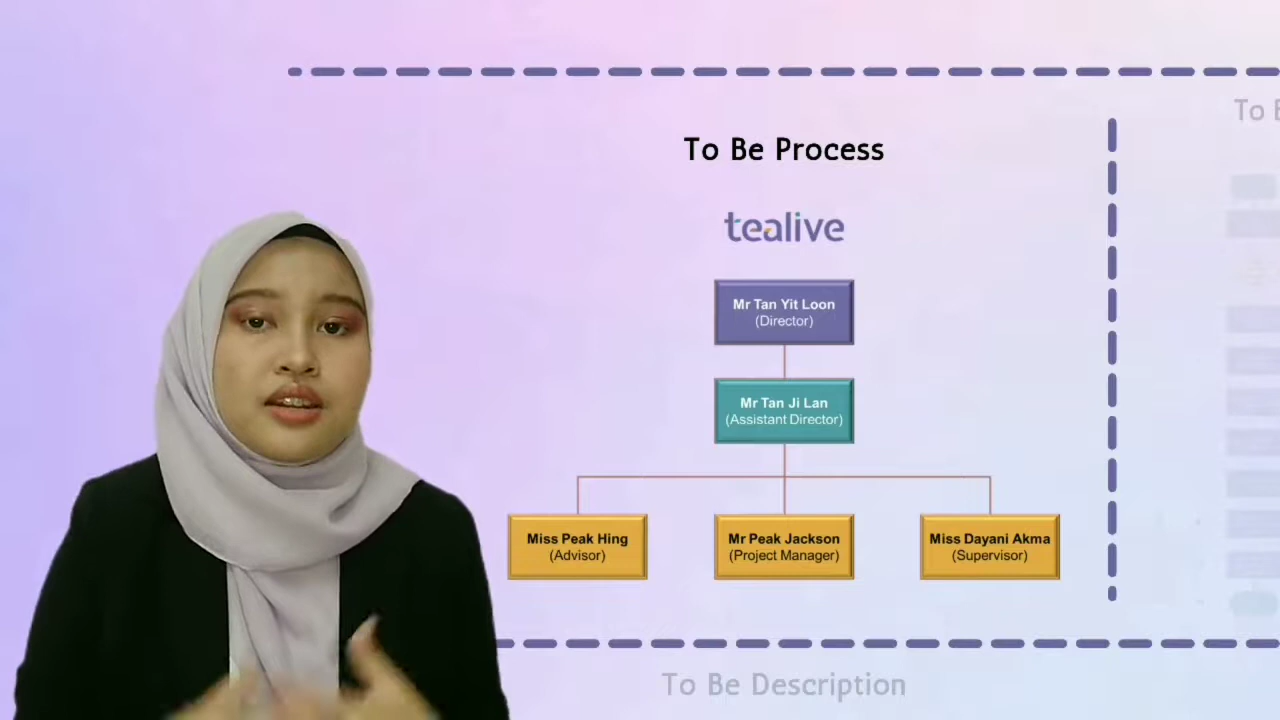 To Be Process
tealive
Mr Tan Yit Loon
(Director)
Mr Tan Ji Lan
(Assistant Director)
Miss Peak Hing
(Advisor)
Mr Peak Jackson
(Project Manager)
Miss Dayani Akma
(Supervisor)
To Be Description
To